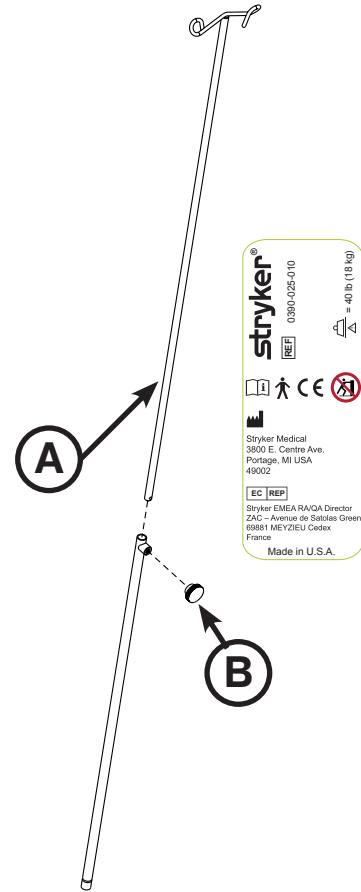 stryker®
REF 0390-025-010
= 40 lb (18 kg)
CE
Stryker Medical
3800 E. Centre Ave.
Portage, MI USA
49002
EC REP
Stryker EMEA RA/QA Director
ZAC – Avenue de Satolas Green
69881 MEYZIEU Cedex
France
Made in U.S.A.
A
B